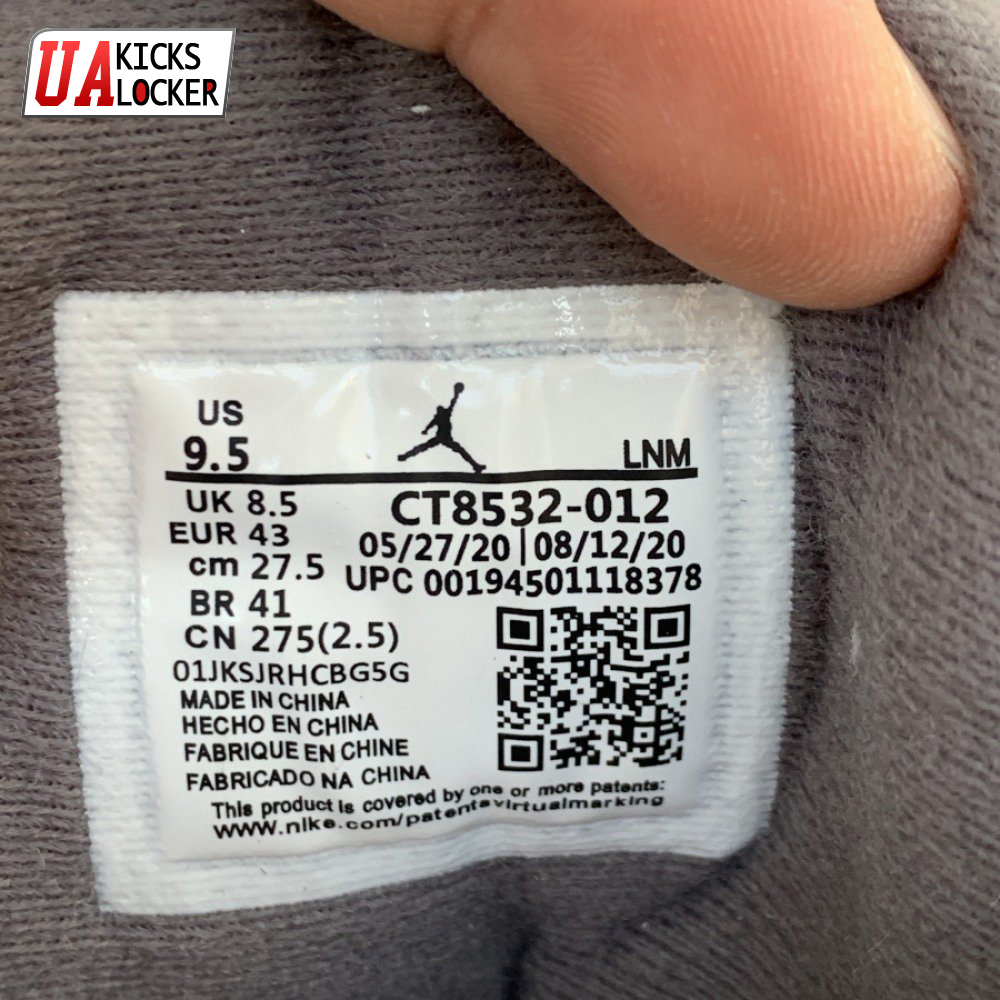 UA KICKS
LOCKER
US
9.5
LNM
UK 8.5
CT8532-012
EUR 43
05/27/20|08/12/20
cm 27.5
UPC 00194501118378
BR 41
CN 275(2.5)
01JKSJRHCBG5G
MADE IN CHINA
HECHO EN CHINA
FABRIQUE EN CHINE
FABRICADO NA CHINA
This product is covered by one or more patents:
www.nike.com/patentsvirtualmarking